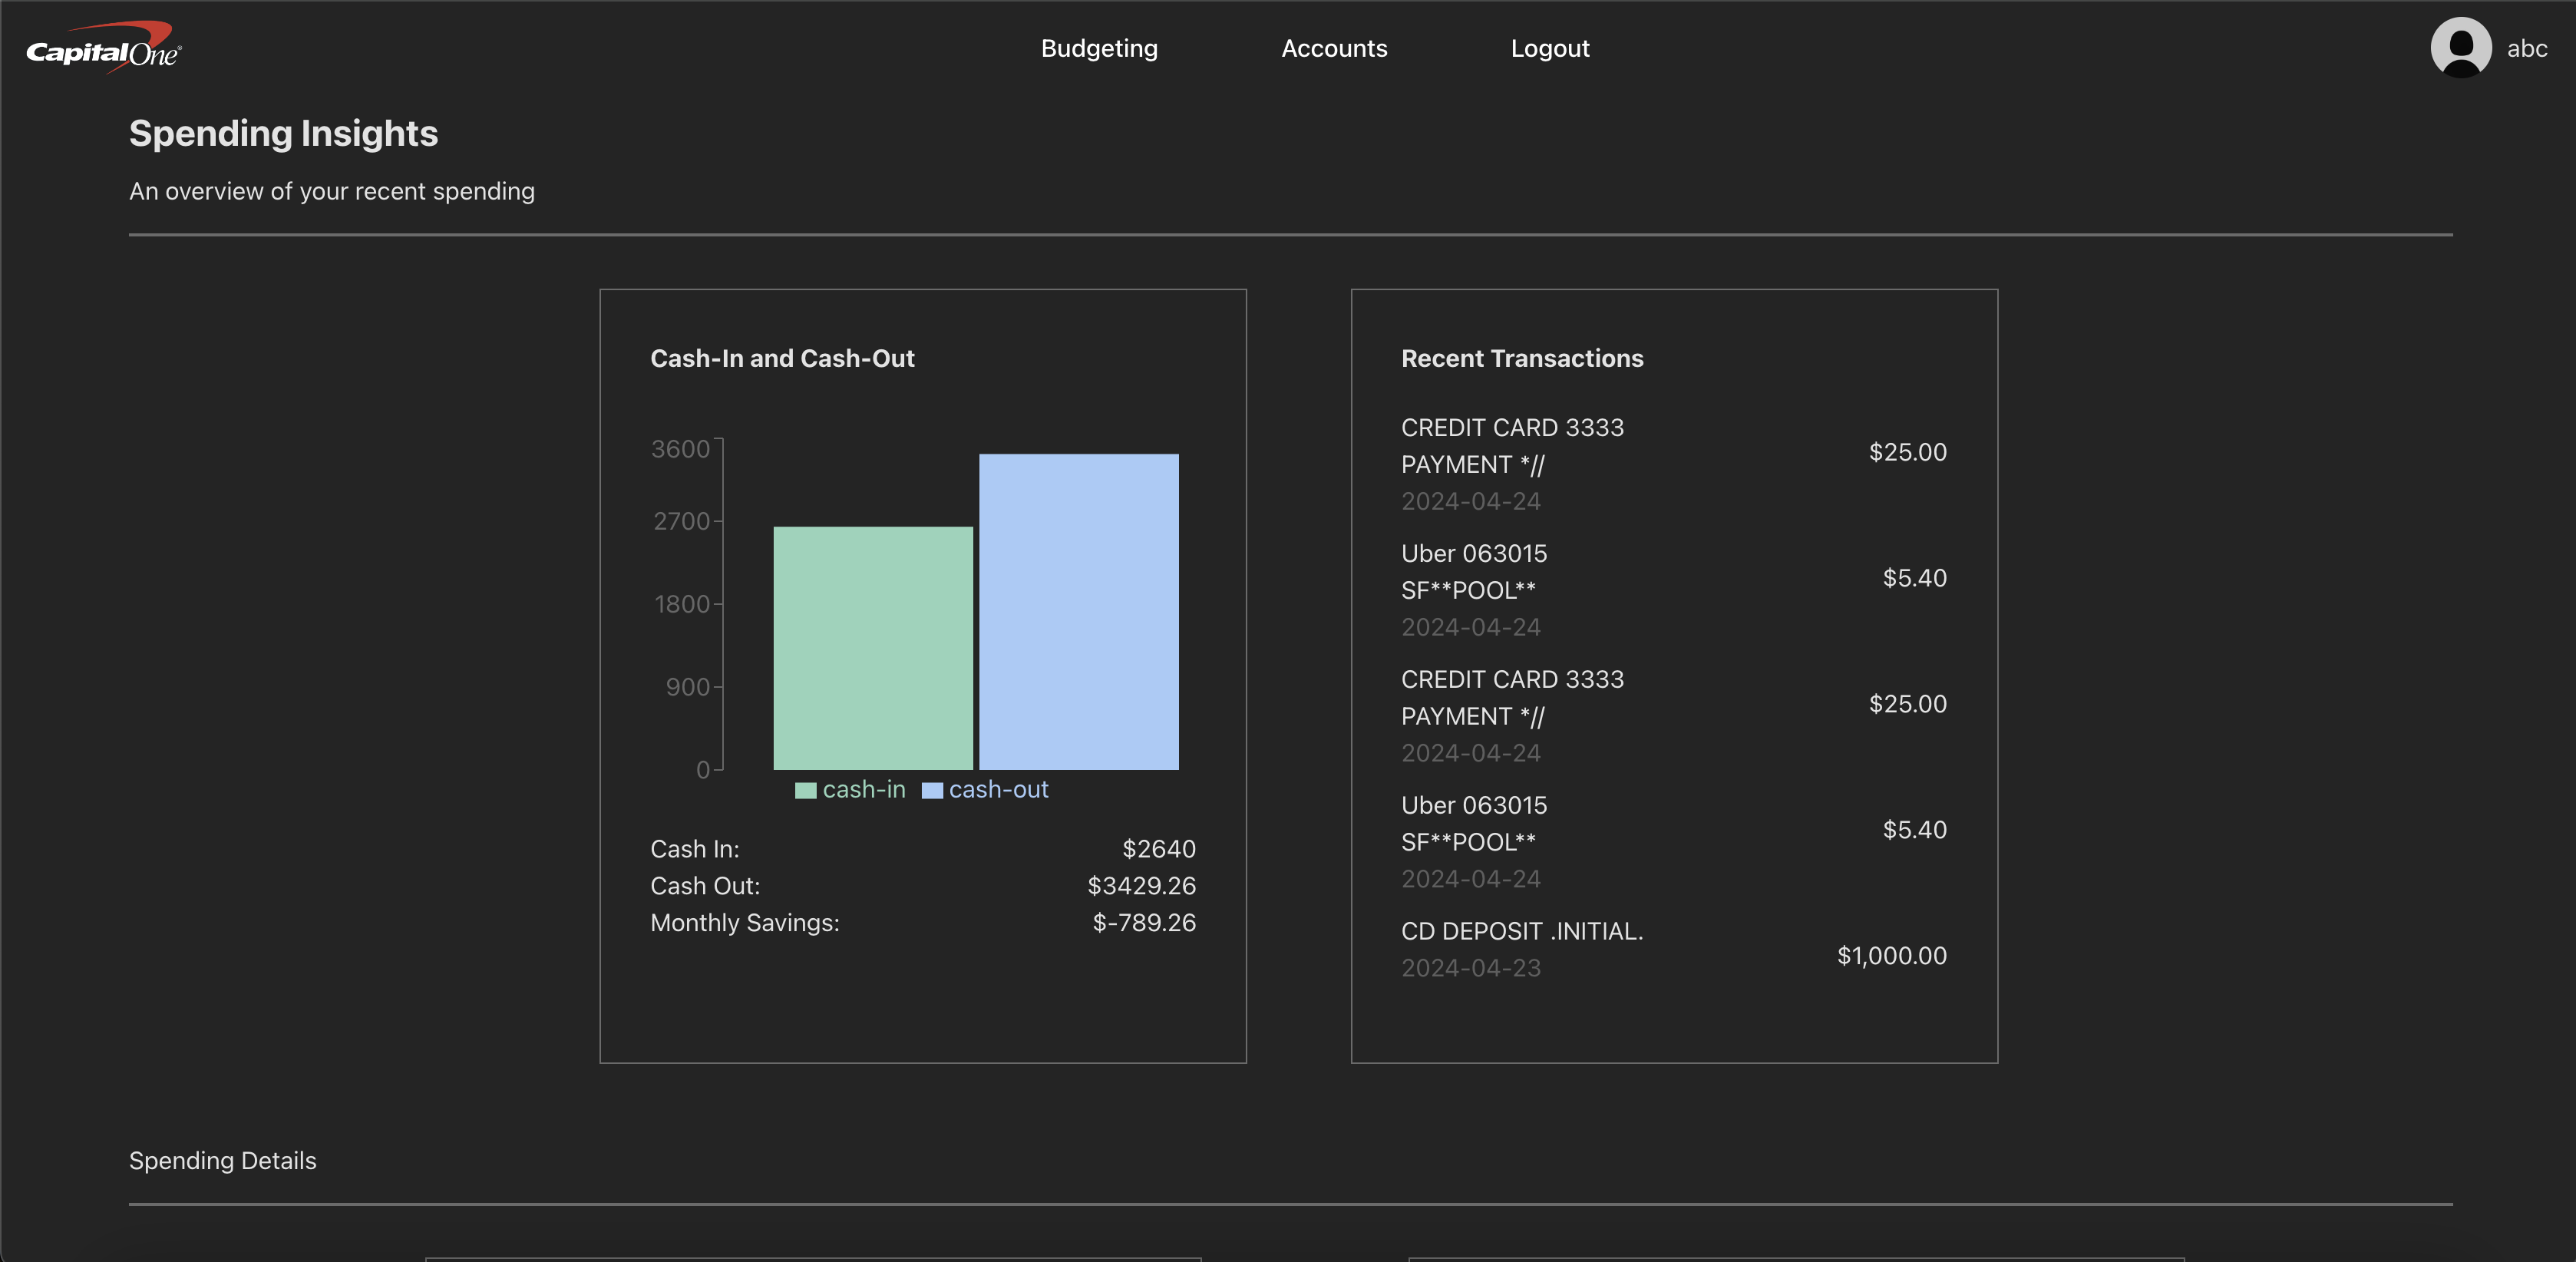 CapitalOne®
Budgeting
Accounts
Logout
abc
Spending Insights
An overview of your recent spending
Cash-In and Cash-Out
3600
2700
1800
900
0
cash-in
cash-out
Cash In: $2640
Cash Out: $3429.26
Monthly Savings: $-789.26
Recent Transactions
CREDIT CARD 3333
PAYMENT *//
$25.00
2024-04-24
Uber 063015
SF**POOL**
$5.40
2024-04-24
CREDIT CARD 3333
PAYMENT *//
$25.00
2024-04-24
Uber 063015
SF**POOL**
$5.40
2024-04-24
CD DEPOSIT .INITIAL.
$1,000.00
2024-04-23
Spending Details